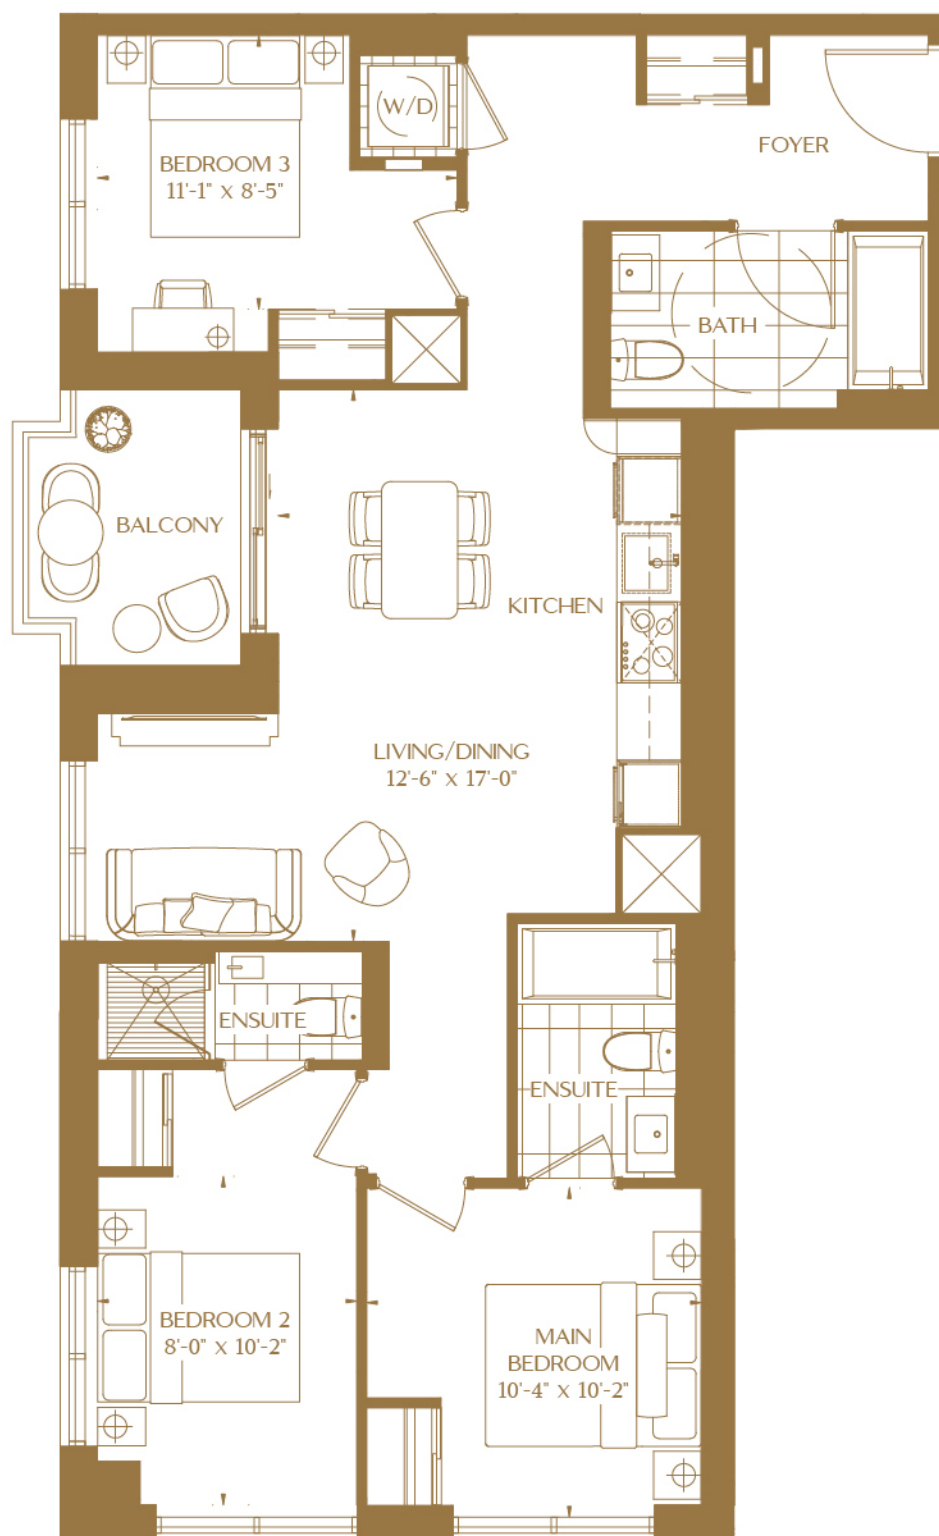 W/D
FOYER
BEDROOM 3
11'-1" X 8'-5"
BATH
BALCONY
KITCHEN
LIVING/DINING
12'-6" X 17'-0"
ENSUITE
ENSUITE
BEDROOM 2
8'-0" X 10'-2"
MAIN
BEDROOM
10'-4" X 10'-2"